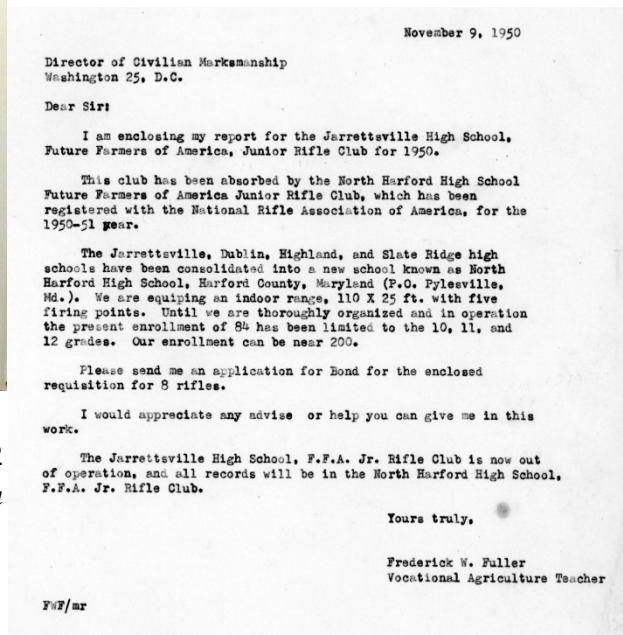 November 9, 1950
Director of Civilian Marksmanship
Washington 25, D.C.
Dear Sir:
I am enclosing my report for the Jarrettsville High School,
Future Farmers of America, Junior Rifle Club for 1950.
This club has been absorbed by the North Harford High School
Future Farmers of America Junior Rifle Club, which has been
registered with the National Rifle Association of America, for the
1950-51 year.
The Jarrettsville, Dublin, Highland, and Slate Ridge high
schools have been consolidated into a new school known as North
Harford High School, Harford County, Maryland (P.O. Pylesville,
Md.). We are equiping an indoor range, 110 X 25 ft. with five
firing points. Until we are thoroughly organized and in operation
the present enrollment of 84 has been limited to the 10, 11, and
12 grades. Our enrollment can be near 200.
Please send me an application for Bond for the enclosed
requisition for 8 rifles.
I would appreciate any advise or help you can give me in this
work.
The Jarrettsville High School, F.F.A. Jr. Rifle Club is now out
of operation, and all records will be in the North Harford High School,
F.F.A. Jr. Rifle Club.
Yours truly,
Frederick W. Fuller
Vocational Agriculture Teacher
FWF/mr